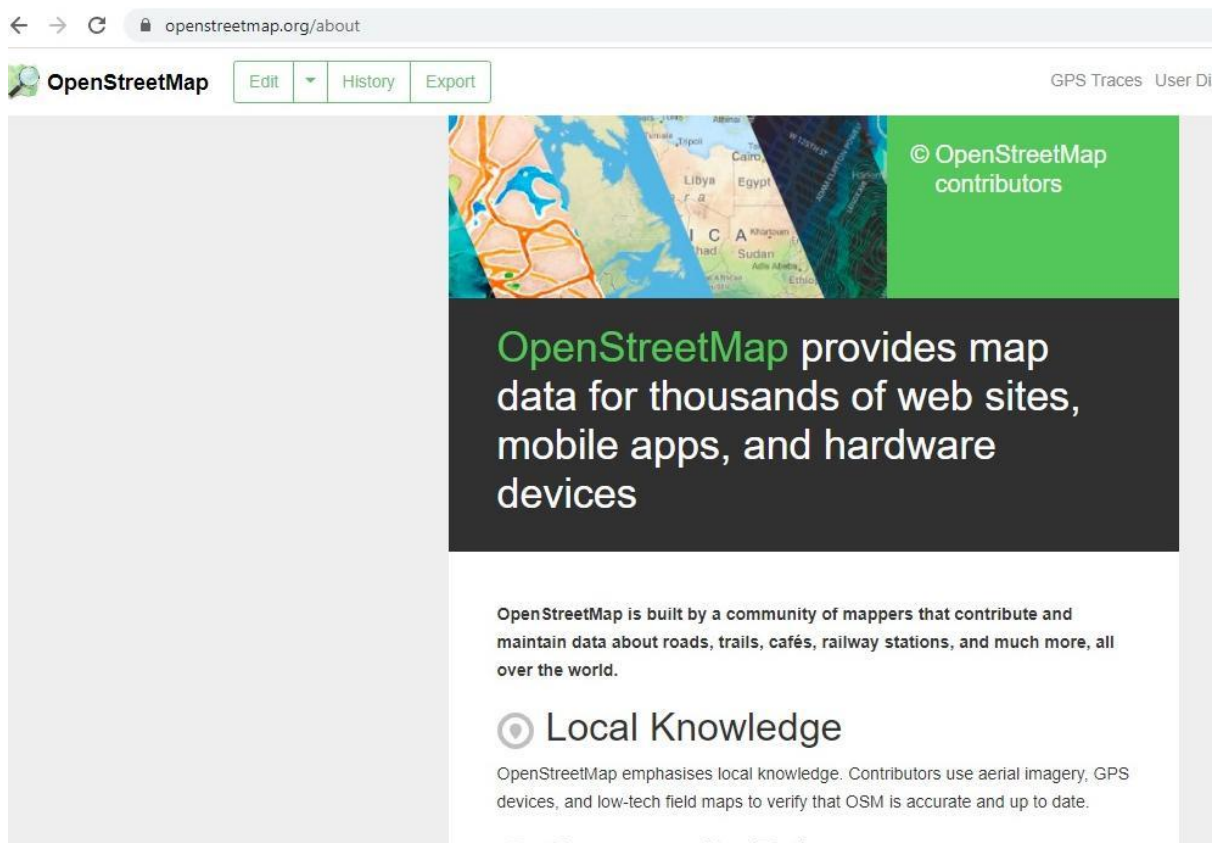 openstreetmap.org/about
OpenStreetMap Edit History Export GPS Traces User Di
Tripoli
Cairo
Libya Egypt
I C A
Sudan
© OpenStreetMap
contributors
OpenStreetMap provides map
data for thousands of web sites,
mobile apps, and hardware
devices
OpenStreetMap is built by a community of mappers that contribute and
maintain data about roads, trails, cafés, railway stations, and much more, all
over the world.
Local Knowledge
OpenStreetMap emphasises local knowledge. Contributors use aerial imagery, GPS
devices, and low-tech field maps to verify that OSM is accurate and up to date.